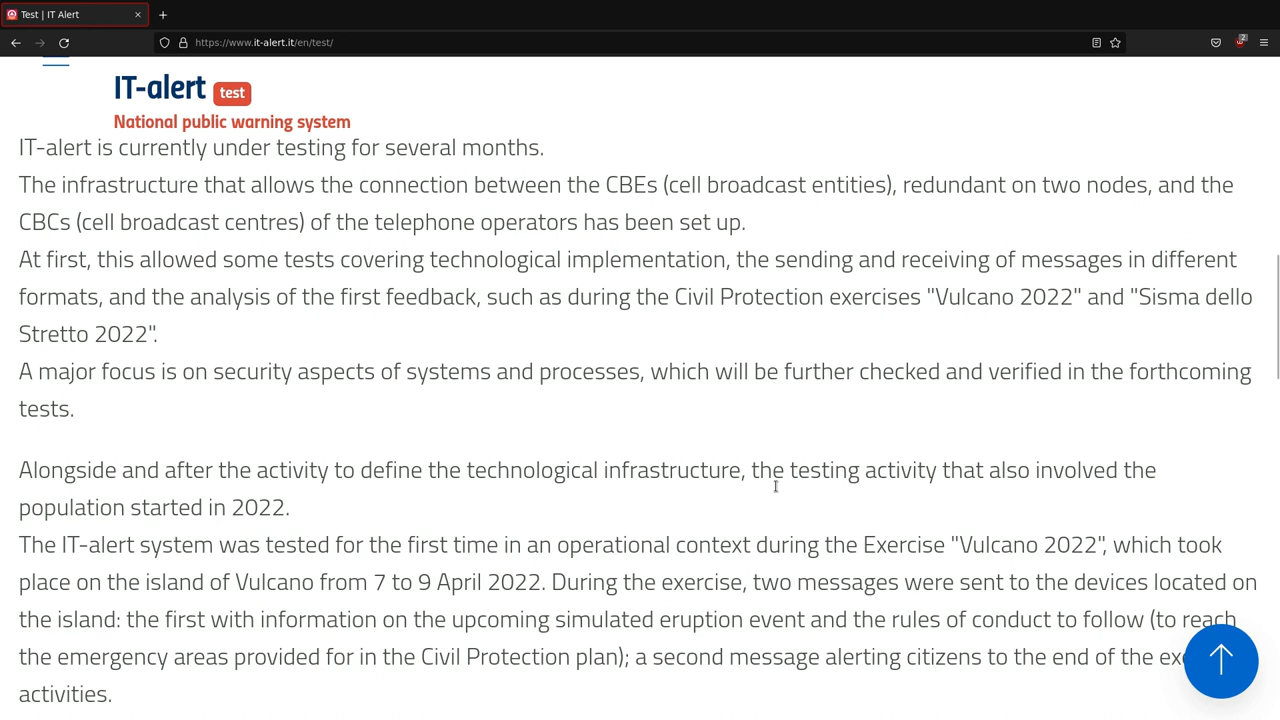 Test | IT Alert
https://www.it-alert.it/en/test/
2
IT-alert test
National public warning system
IT-alert is currently under testing for several months.
The infrastructure that allows the connection between the CBEs (cell broadcast entities), redundant on two nodes, and the
CBCs (cell broadcast centres) of the telephone operators has been set up.
At first, this allowed some tests covering technological implementation, the sending and receiving of messages in different
formats, and the analysis of the first feedback, such as during the Civil Protection exercises "Vulcano 2022" and "Sisma dello
Stretto 2022".
A major focus is on security aspects of systems and processes, which will be further checked and verified in the forthcoming
tests.
Alongside and after the activity to define the technological infrastructure, the testing activity that also involved the
population started in 2022.
The IT-alert system was tested for the first time in an operational context during the Exercise "Vulcano 2022", which took
place on the island of Vulcano from 7 to 9 April 2022. During the exercise, two messages were sent to the devices located on
the island: the first with information on the upcoming simulated eruption event and the rules of conduct to follow (to reach
the emergency areas provided for in the Civil Protection plan); a second message alerting citizens to the end of the
activities.